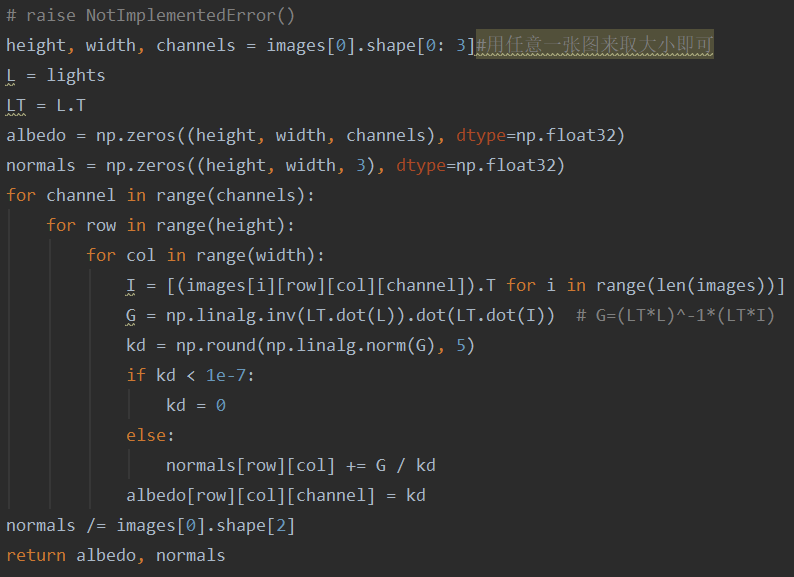 # raise NotImplementedError()
height, width, channels = images[0].shape[0: 3]#用任意一张图来取大小即可
L = lights
LT = L.T
albedo = np.zeros((height, width, channels), dtype=np.float32)
normals = np.zeros((height, width, 3), dtype=np.float32)
for channel in range(channels):
    for row in range(height):
        for col in range(width):
            I = [(images[i][row][col][channel]).T for i in range(len(images))]
            G = np.linalg.inv(LT.dot(L)).dot(LT.dot(I))  # G=(LT*L)^-1*(LT*I)
            kd = np.round(np.linalg.norm(G), 5)
            if kd < 1e-7:
                kd = 0
            else:
                normals[row][col] += G / kd
            albedo[row][col][channel] = kd
normals /= images[0].shape[2]
return albedo, normals